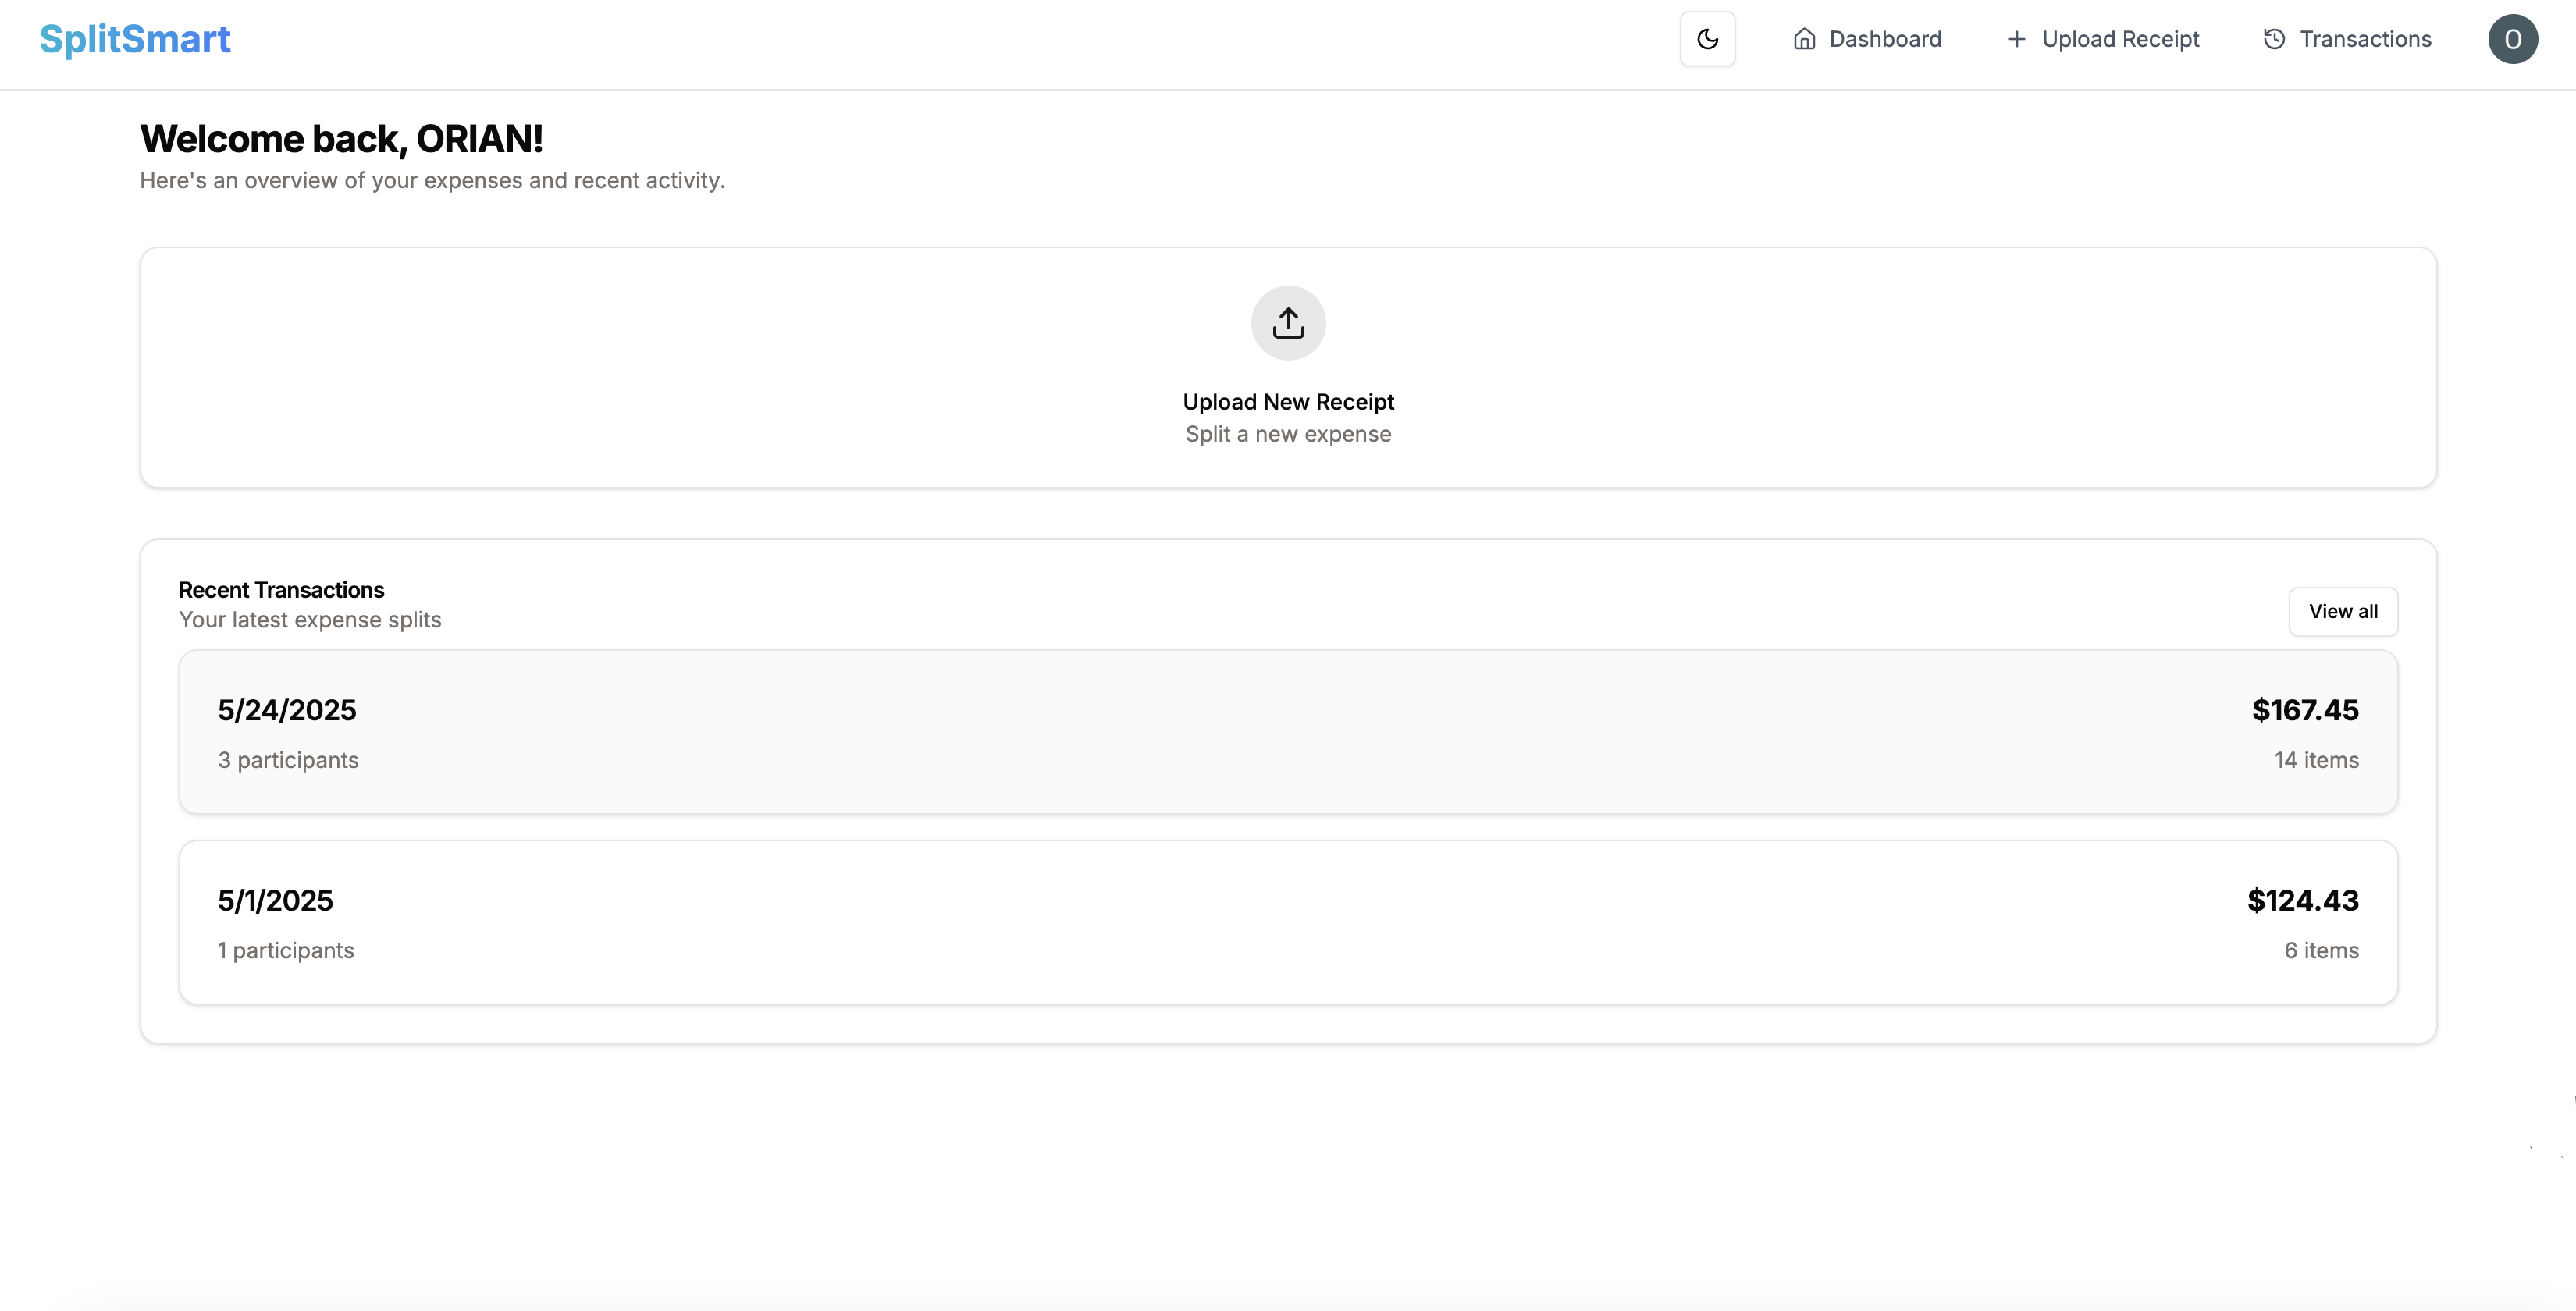 SplitSmart
Dashboard
Upload Receipt
Transactions
O
Welcome back, ORIAN!
Here's an overview of your expenses and recent activity.
Upload New Receipt
Split a new expense
Recent Transactions
Your latest expense splits
View all
5/24/2025
$167.45
3 participants
14 items
5/1/2025
$124.43
1 participants
6 items